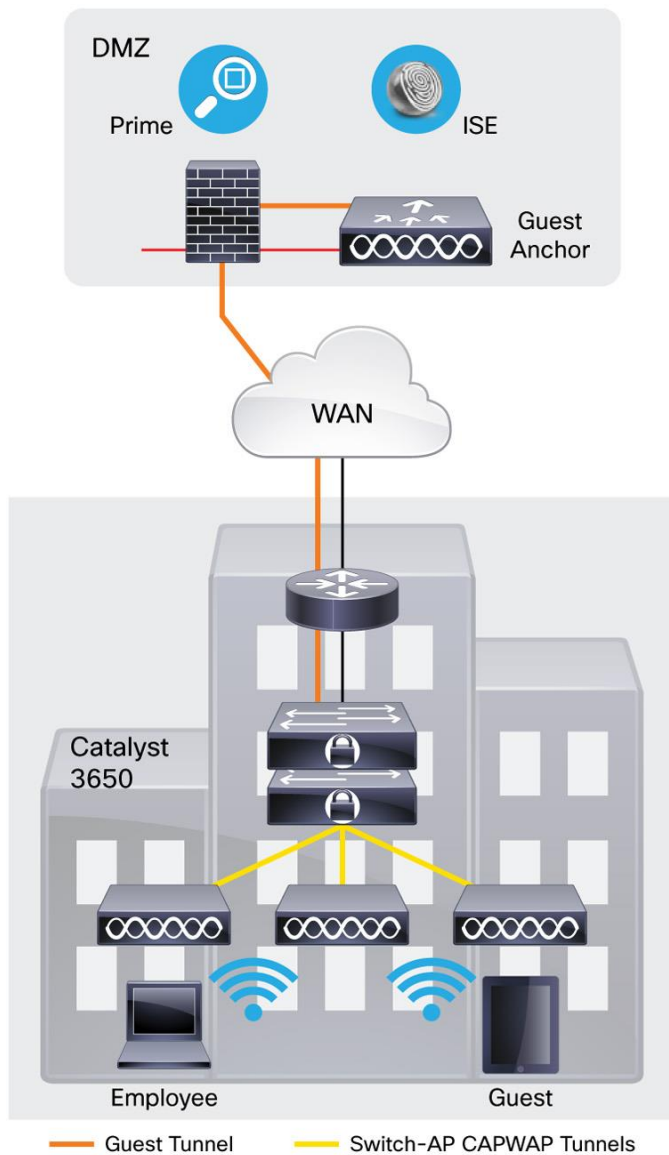 DMZ
Prime
ISE
Guest
Anchor
WAN
Catalyst
3650
Employee
Guest
Guest Tunnel
Switch-AP CAPWAP Tunnels